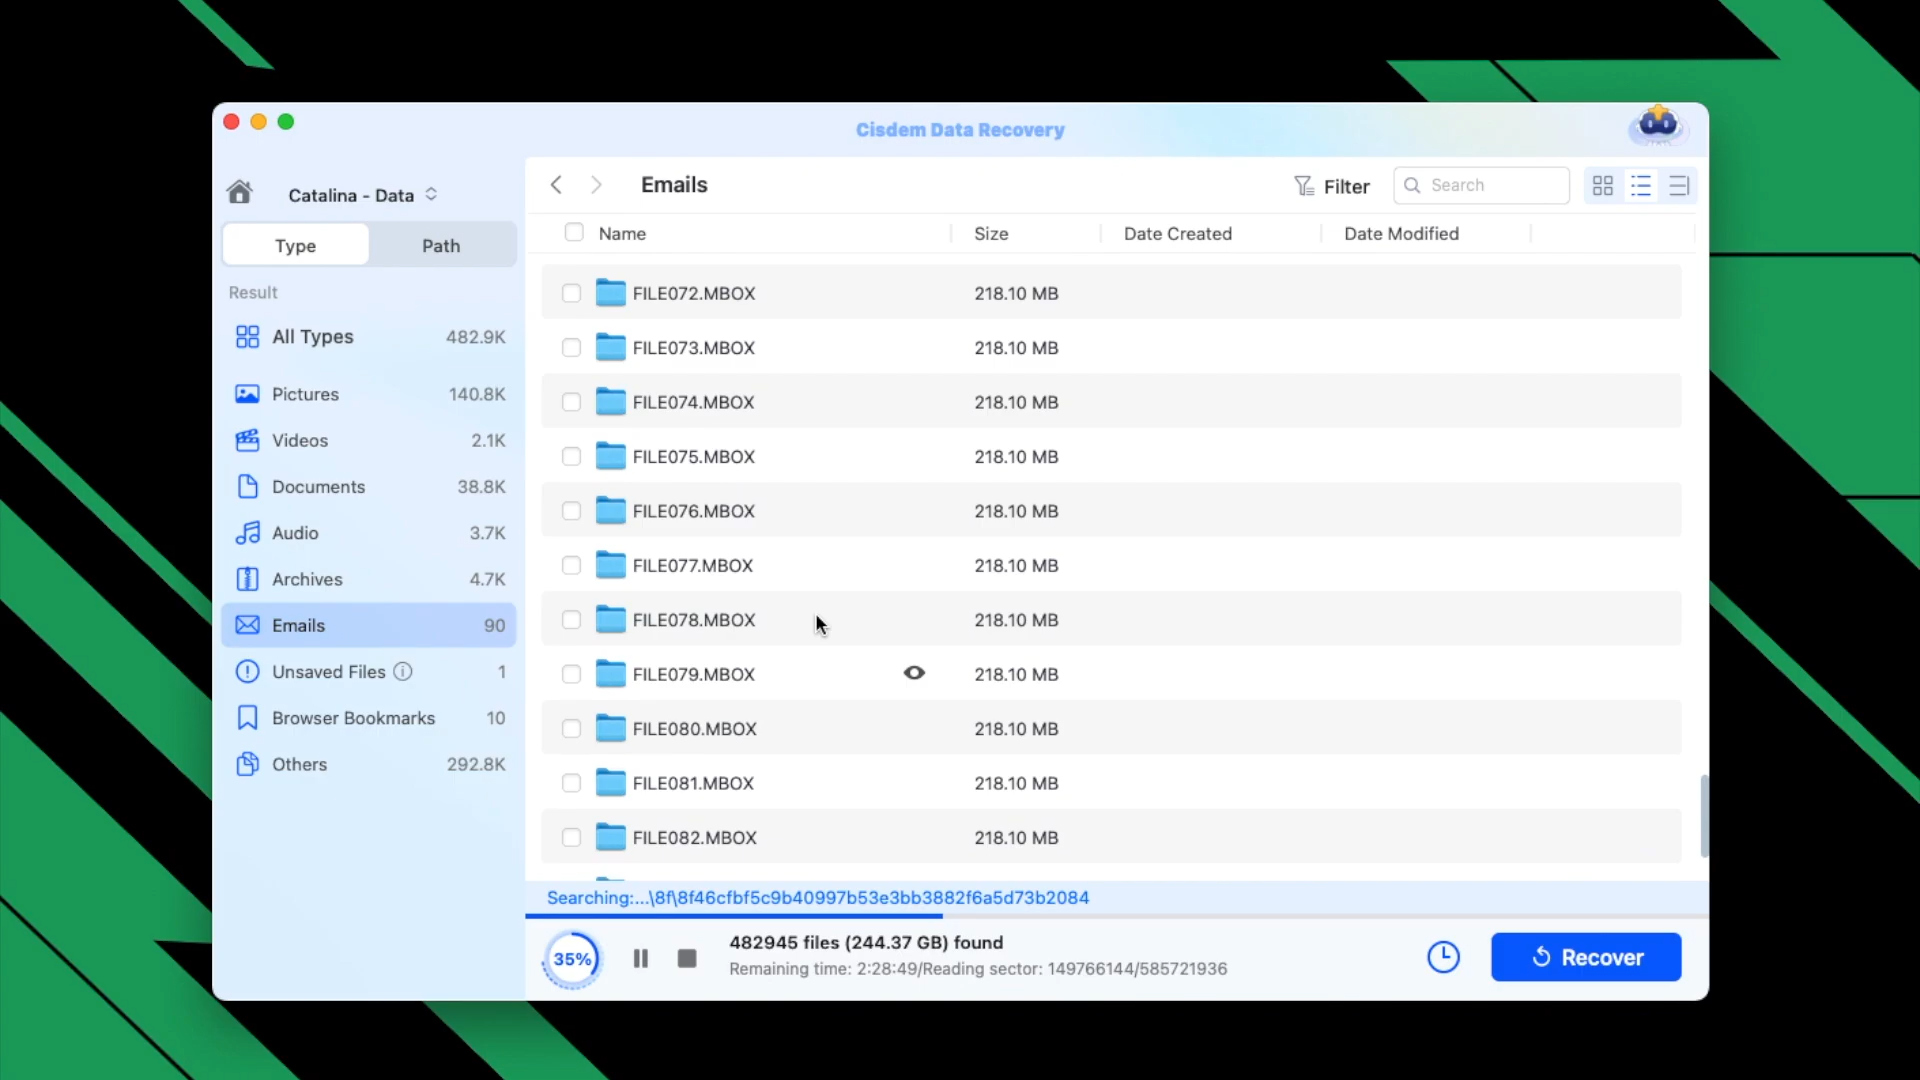 Cisdem Data Recovery
Catalina - Data
Type
Path
Result
All Types 482.9K
Pictures 140.8K
Videos 2.1K
Documents 38.8K
Audio 3.7K
Archives 4.7K
Emails 90
Unsaved Files 1
Browser Bookmarks 10
Others 292.8K
Emails
Filter
Search
Name Size Date Created Date Modified
FILE072.MBOX 218.10 MB
FILE073.MBOX 218.10 MB
FILE074.MBOX 218.10 MB
FILE075.MBOX 218.10 MB
FILE076.MBOX 218.10 MB
FILE077.MBOX 218.10 MB
FILE078.MBOX 218.10 MB
FILE079.MBOX 218.10 MB
FILE080.MBOX 218.10 MB
FILE081.MBOX 218.10 MB
FILE082.MBOX 218.10 MB
Searching:...\8f\8f46cfbf5c9b40997b53e3bb3882f6a5d73b2084
35%
482945 files (244.37 GB) found
Remaining time: 2:28:49/Reading sector: 149766144/585721936
Recover